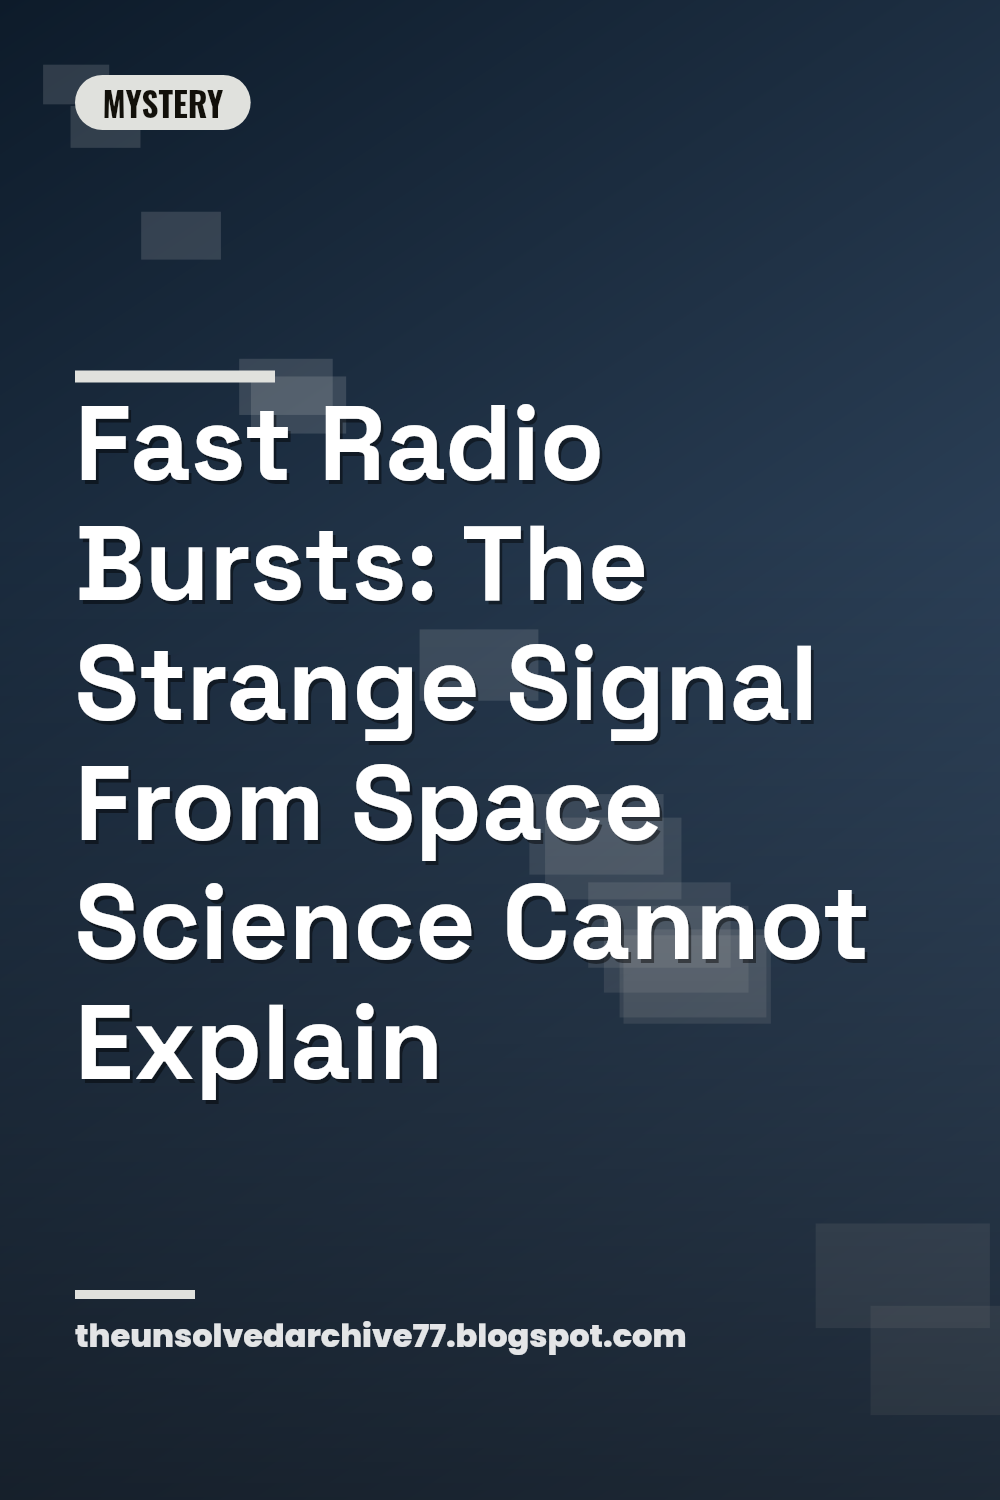 MYSTERY
Fast Radio
Bursts: The
Strange Signal
From Space
Science Cannot
Explain
theunsolvedarchive77.blogspot.com